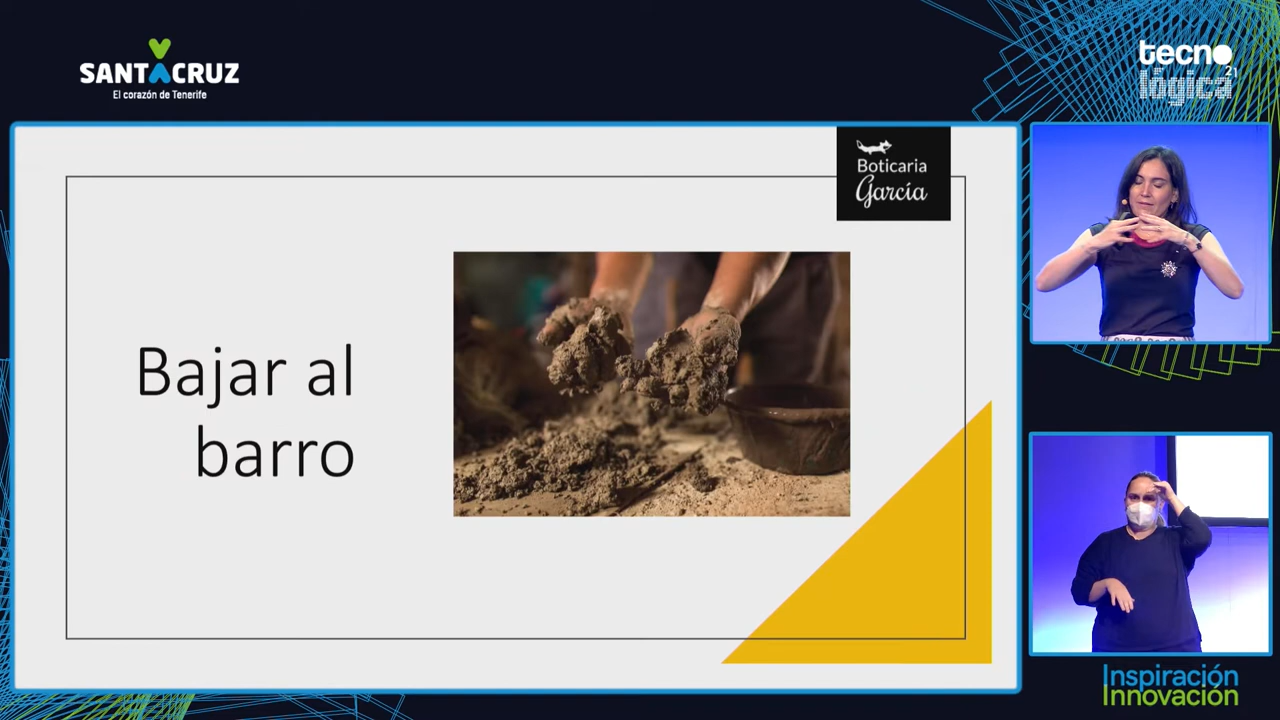 SANTACRUZ
El corazón de Tenerife
tecno
lógica
21
Boticaria
García
Bajar al
barro
Inspiración
Innovación